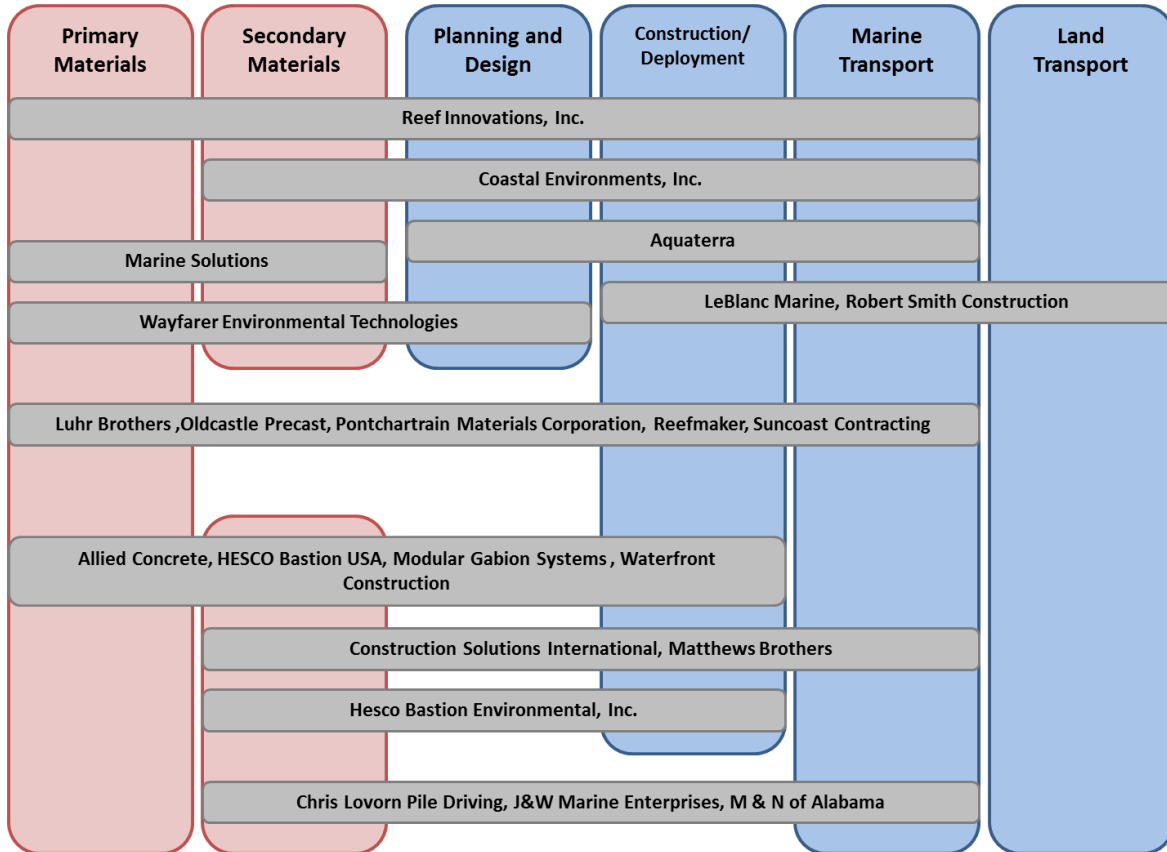 Primary
Materials
Secondary
Materials
Planning and
Design
Construction/
Deployment
Marine
Transport
Land
Transport
Reef Innovations, Inc.
Coastal Environments, Inc.
Aquaterra
Marine Solutions
LeBlanc Marine, Robert Smith Construction
Wayfarer Environmental Technologies
Luhr Brothers ,Oldcastle Precast, Pontchartrain Materials Corporation, Reefmaker, Suncoast Contracting
Allied Concrete, HESCO Bastion USA, Modular Gabion Systems , Waterfront
Construction
Construction Solutions International, Matthews Brothers
Hesco Bastion Environmental, Inc.
Chris Lovorn Pile Driving, J&W Marine Enterprises, M & N of Alabama